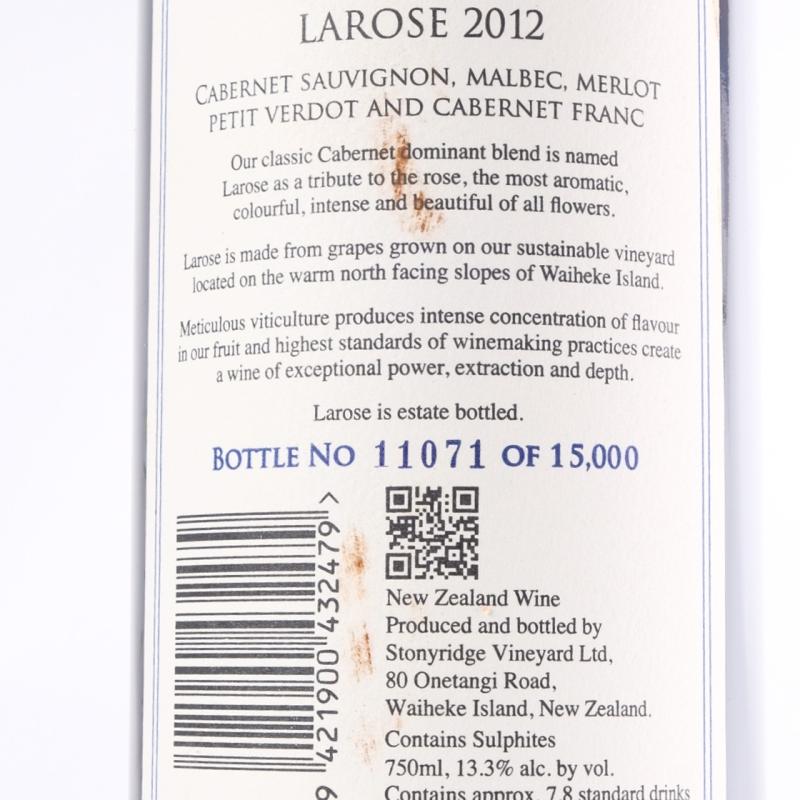 LAROSE 2012
CABERNET SAUVIGNON, MALBEC, MERLOT
PETIT VERDOT AND CABERNET FRANC
Our classic Cabernet dominant blend is named
Larose as a tribute to the rose, the most aromatic,
colourful, intense and beautiful of all flowers.
Larose is made from grapes grown on our sustainable vineyard
located on the warm north facing slopes of Waiheke Island.
Meticulous viticulture produces intense concentration of flavour
in our fruit and highest standards of winemaking practices create
a wine of exceptional power, extraction and depth.
Larose is estate bottled.
BOTTLE NO 11071 OF 15,000
9 421900 432479 >
New Zealand Wine
Produced and bottled by
Stonyridge Vineyard Ltd,
80 Onetangi Road,
Waiheke Island, New Zealand.
Contains Sulphites
750ml, 13.3% alc. by vol.
Contains approx. 7.8 standard drinks